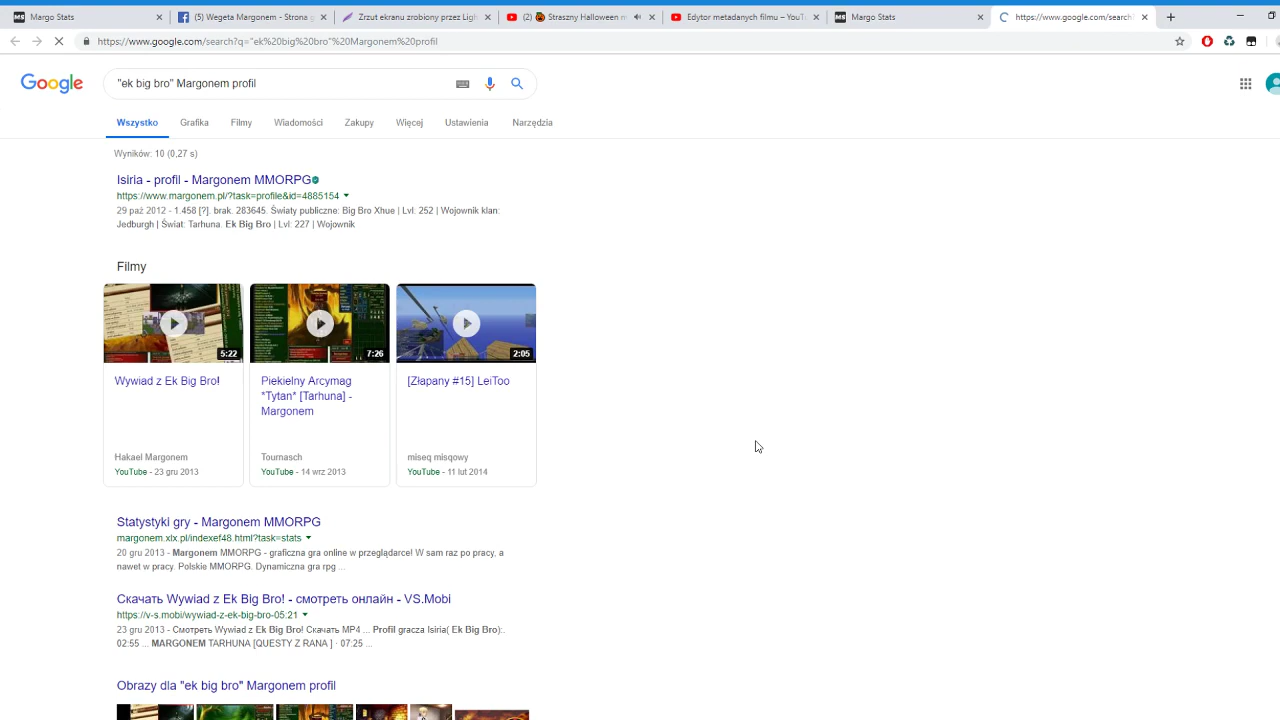 Margo Stats
(5) Wegeta Margonem - Strona g
Zrzut ekranu zrobiony przez Ligh
(2) 🎃 Straszny Halloween m
Edytor metadanych filmu – YouT
Margo Stats
https://www.google.com/search?
https://www.google.com/search?q="ek%20big%20bro"%20Margonem%20profil
Google
"ek big bro" Margonem profil
Wszystko Grafika Filmy Wiadomości Zakupy Więcej Ustawienia Narzędzia
Wyników: 10 (0,27 s)
Isiria - profil - Margonem MMORPG
https://www.margonem.pl/?task=profile&id=4885154
29 paź 2012 - 1.458 [?]. brak. 283645. Światy publiczne: Big Bro Xhue | Lvl: 252 | Wojownik klan:
Jedburgh | Świat: Tarhuna. Ek Big Bro | Lvl: 227 | Wojownik
Filmy
5:22
7:26
2:05
Wywiad z Ek Big Bro!
Hakael Margonem
YouTube - 23 gru 2013
Piekielny Arcymag
*Tytan* [Tarhuna] -
Margonem
Tournasch
YouTube - 14 wrz 2013
[Złapany #15] LeiToo
miseq misqowy
YouTube - 11 lut 2014
Statystyki gry - Margonem MMORPG
margonem.xlx.pl/indexef48.html?task=stats
20 gru 2013 - Margonem MMORPG - graficzna gra online w przeglądarce! W sam raz po pracy, a
nawet w pracy. Polskie MMORPG. Dynamiczna gra rpg ...
Скачать Wywiad z Ek Big Bro! - смотреть онлайн - VS.Mobi
https://v-s.mobi/wywiad-z-ek-big-bro-05:21
23 gru 2013 - Смотреть Wywiad z Ek Big Bro! Скачать MP4 ... Profil gracza Isiria( Ek Big Bro):.
02:55 ... MARGONEM TARHUNA [QUESTY Z RANA ] · 07:25 ...
Obrazy dla "ek big bro" Margonem profil